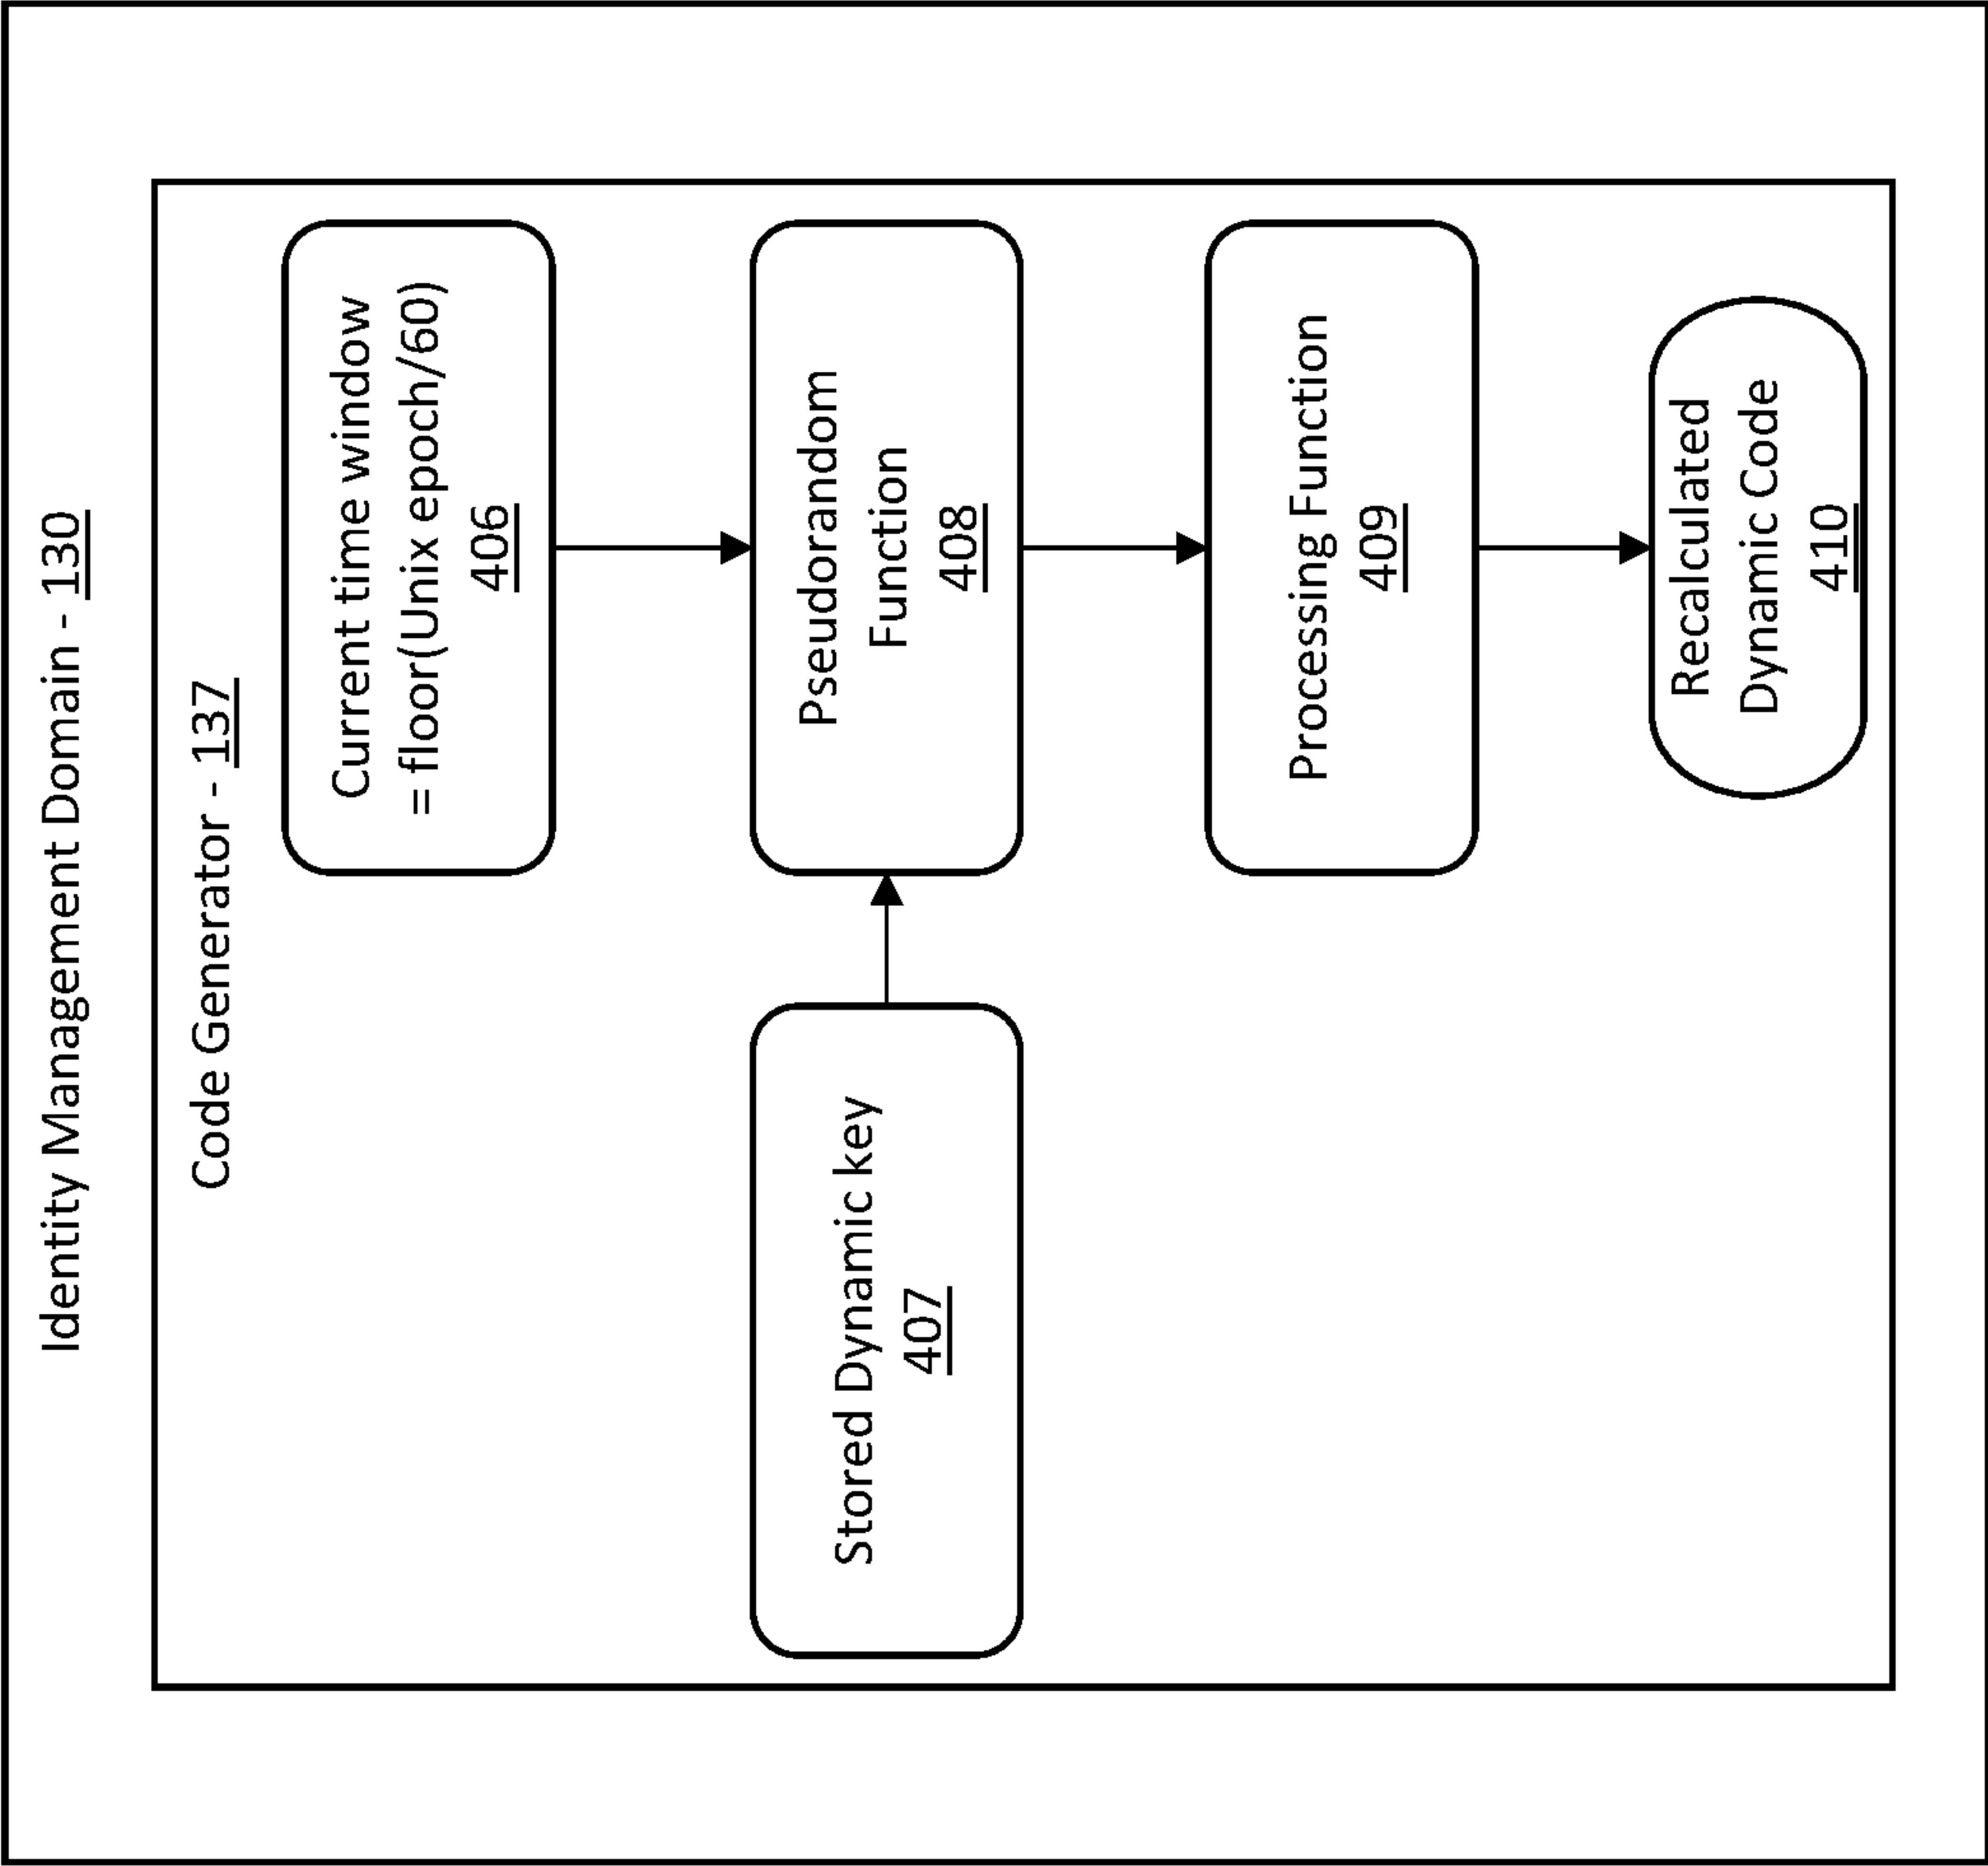 Identity Management Domain - 130
Code Generator - 137
Current time window
= floor(Unix epoch/60)
406
Stored Dynamic key
407
Pseudorandom
Function
408
Processing Function
409
Recalculated
Dynamic Code
410